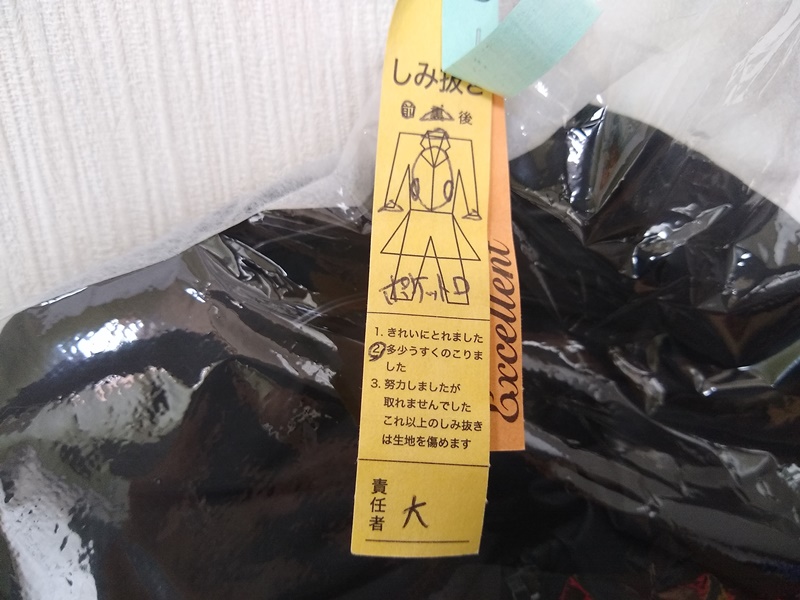 しみ抜き
前 裏 後
ポケット口
1. きれいにとれました
2 多少うすくのこりま
した
3. 努力しましたが
取れませんでした
これ以上のしみ抜き
は生地を傷めます
責任者 大
Excellent